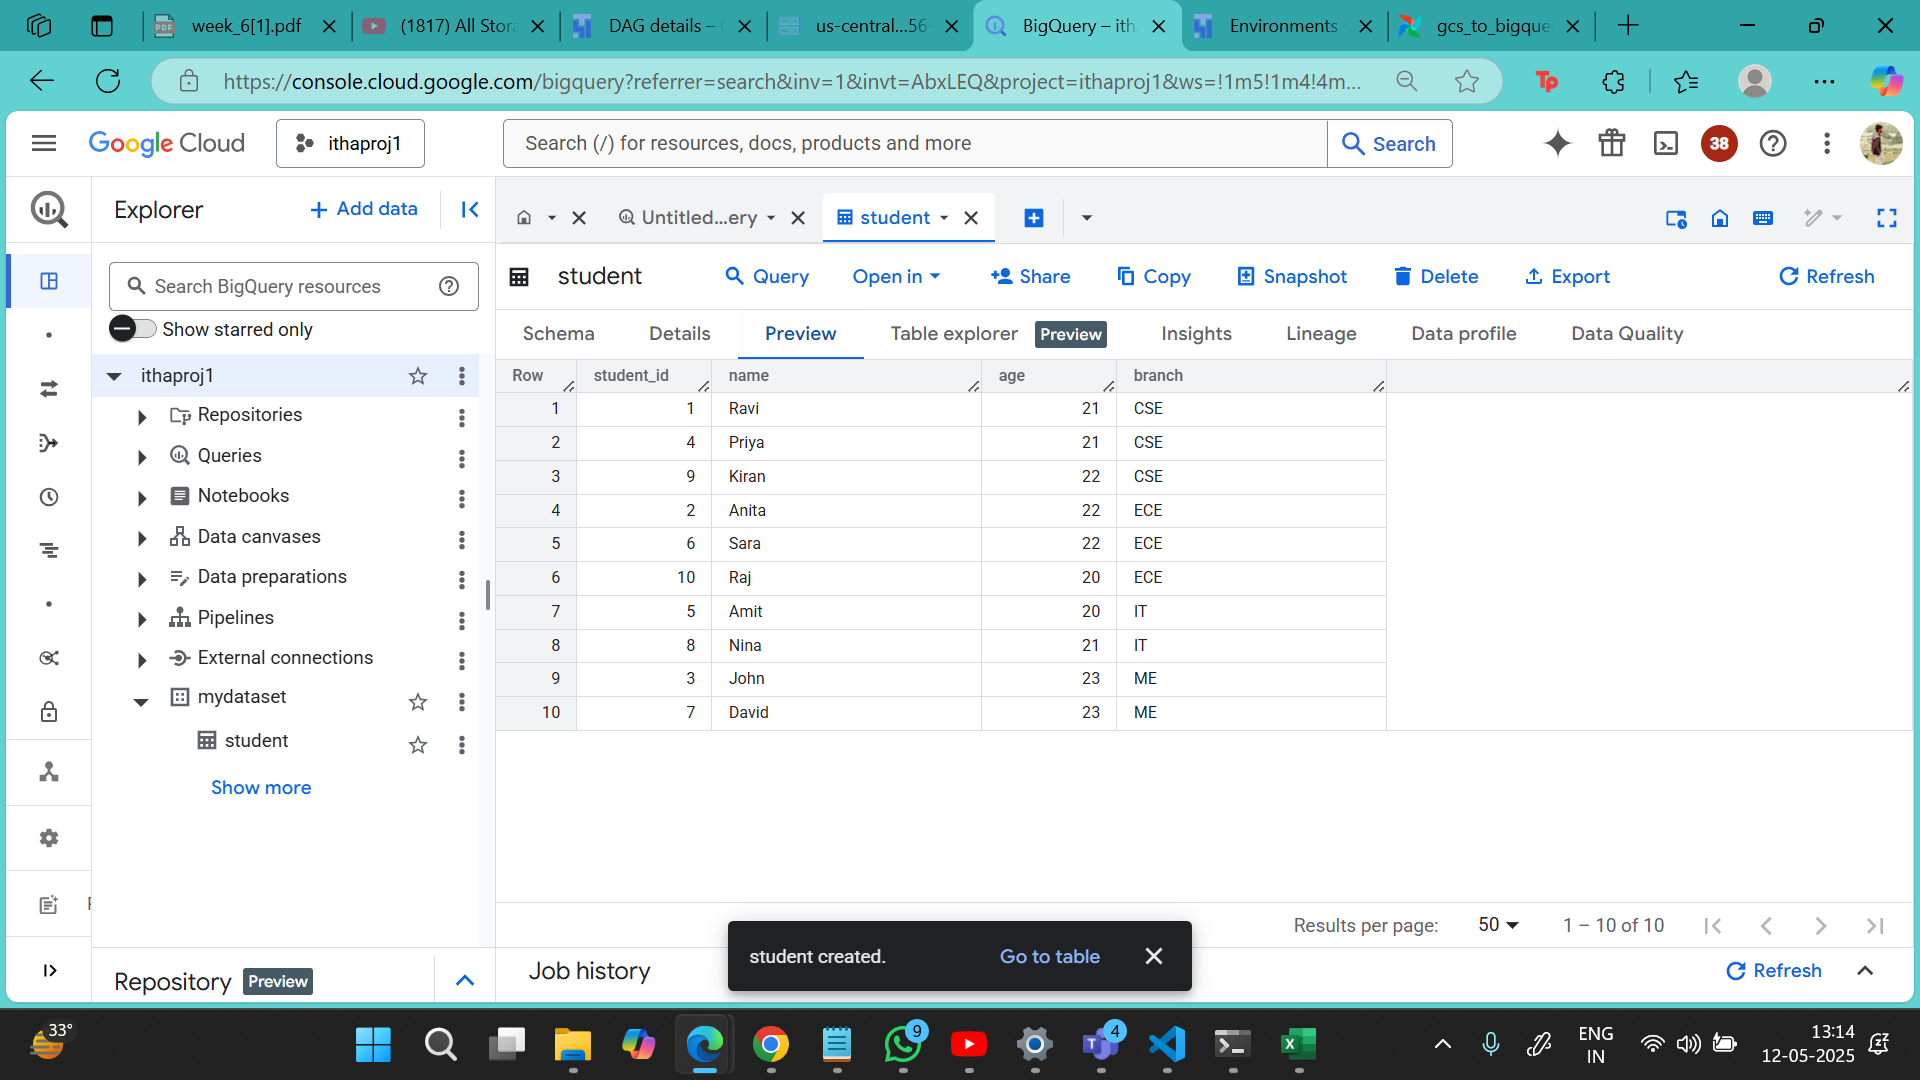 week_6[1].pdf
(1817) All Stora
DAG details – 
us-central...56-
BigQuery – ith
Environments
gcs_to_bigque
https://console.cloud.google.com/bigquery?referrer=search&inv=1&invt=AbxLEQ&project=ithaproj1&ws=!1m5!1m4!4m...
Google Cloud
ithaproj1
Search (/) for resources, docs, products and more
Search
38
Explorer
+ Add data
Untitled...ery
student
student
Query
Open in
Share
Copy
Snapshot
Delete
Export
Refresh
Search BigQuery resources
Show starred only
Schema
Details
Preview
Table explorer
Preview
Insights
Lineage
Data profile
Data Quality
ithaproj1
Repositories
Queries
Notebooks
Data canvases
Data preparations
Pipelines
External connections
mydataset
student
Show more
Row student_id name age branch
1 1 Ravi 21 CSE
2 4 Priya 21 CSE
3 9 Kiran 22 CSE
4 2 Anita 22 ECE
5 6 Sara 22 ECE
6 10 Raj 20 ECE
7 5 Amit 20 IT
8 8 Nina 21 IT
9 3 John 23 ME
10 7 David 23 ME
Results per page: 50 1 – 10 of 10
Repository Preview
Job history
Refresh
student created.
Go to table
33°
9
4
ENG
IN
13:14
12-05-2025